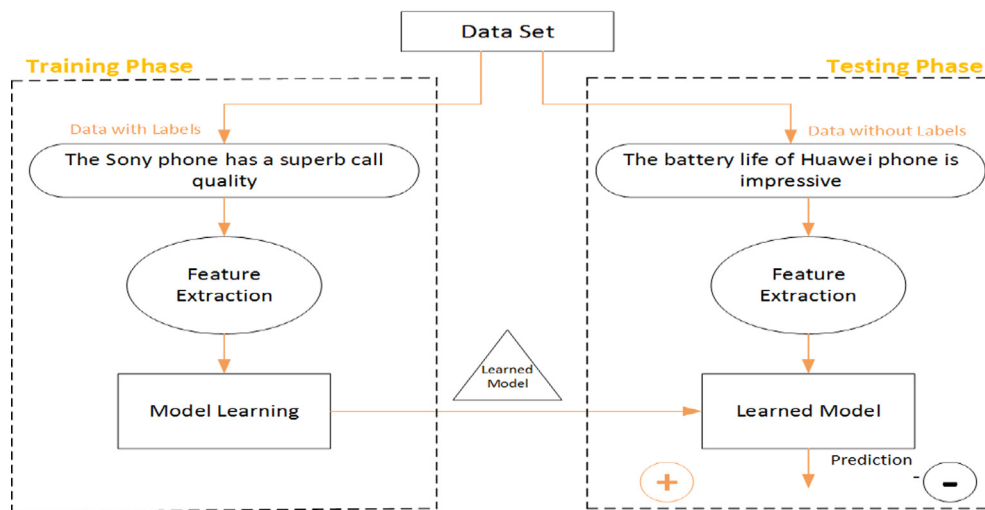 Data Set
Training Phase
Testing Phase
Data with Labels
Data without Labels
The Sony phone has a superb call
quality
The battery life of Huawei phone is
impressive
Feature
Extraction
Feature
Extraction
Learned
Model
Model Learning
Learned Model
Prediction
+
-
-